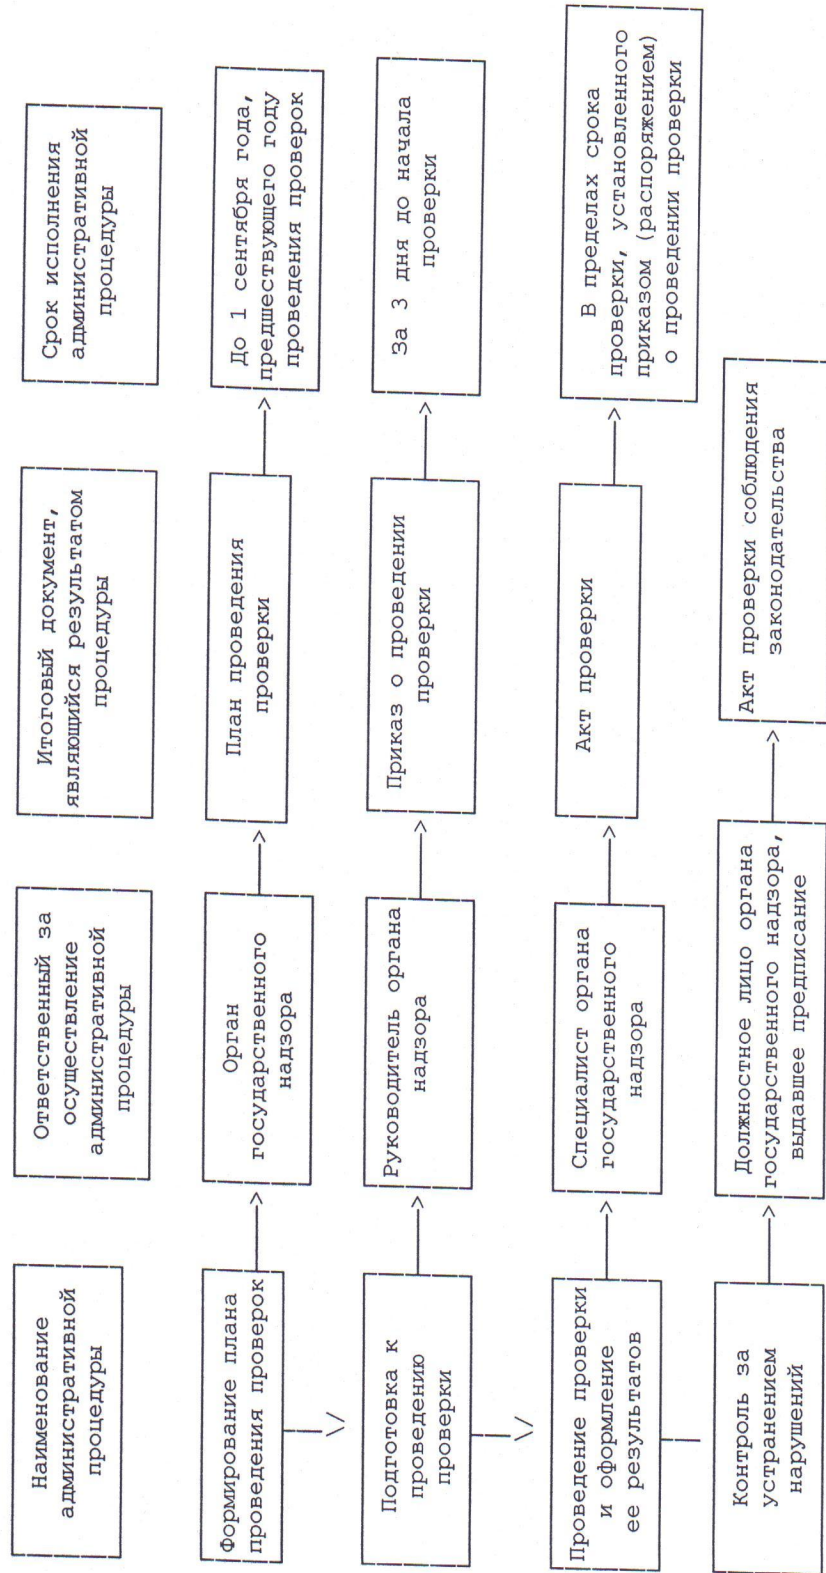 Наименование
административной
процедуры
Ответственный за
осуществление
административной
процедуры
Итоговый документ,
являющийся результатом
процедуры
Срок исполнения
административной
процедуры
Формирование плана
проведения проверок
Орган
государственного
надзора
План проведения
проверки
До 1 сентября года,
предшествующего году
проведения проверок
Подготовка к
проведению
проверки
Руководитель органа
надзора
Приказ о проведении
проверки
За 3 дня до начала
проверки
Проведение проверки
и оформление
ее результатов
Специалист органа
государственного
надзора
Акт проверки
В пределах срока
проверки, установленного
приказом (распоряжением)
о проведении проверки
Контроль за
устранением
нарушений
Должностное лицо органа
государственного надзора,
выдавшее предписание
Акт проверки соблюдения
законодательства